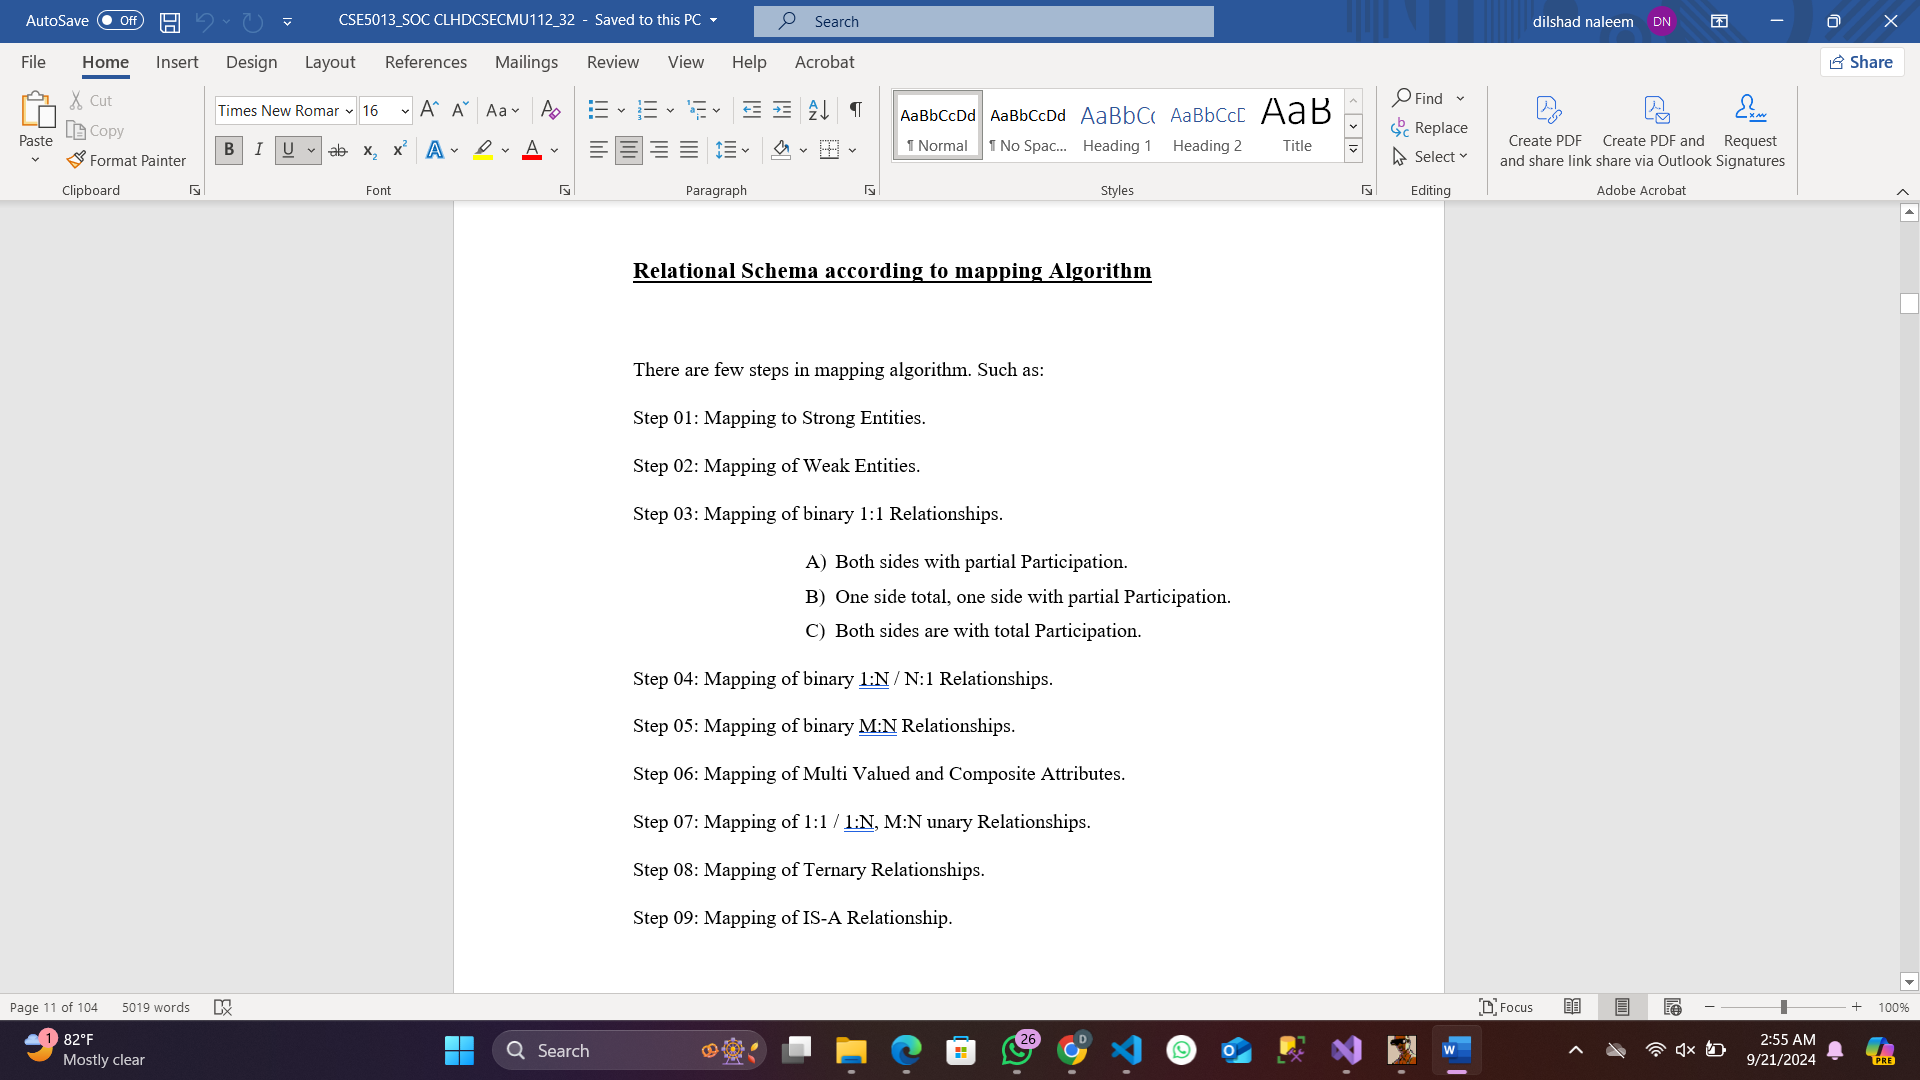 AutoSave Off CSE5013_SOC CLHDCSECMU112_32 - Saved to this PC Search dilshad naleem DN
File Home Insert Design Layout References Mailings Review View Help Acrobat Share
Paste
Cut
Copy
Format Painter
Clipboard
Times New Romar 16
Font
Paragraph
AaBbCcDd AaBbCcDd AaBbCc AaBbCcD AaB
¶ Normal ¶ No Spac... Heading 1 Heading 2 Title
Styles
Find
Replace
Select
Editing
Create PDF and share link
Create PDF and share via Outlook
Request Signatures
Adobe Acrobat
Relational Schema according to mapping Algorithm
There are few steps in mapping algorithm. Such as:
Step 01: Mapping to Strong Entities.
Step 02: Mapping of Weak Entities.
Step 03: Mapping of binary 1:1 Relationships.
A) Both sides with partial Participation.
B) One side total, one side with partial Participation.
C) Both sides are with total Participation.
Step 04: Mapping of binary 1:N / N:1 Relationships.
Step 05: Mapping of binary M:N Relationships.
Step 06: Mapping of Multi Valued and Composite Attributes.
Step 07: Mapping of 1:1 / 1:N, M:N unary Relationships.
Step 08: Mapping of Ternary Relationships.
Step 09: Mapping of IS-A Relationship.
Page 11 of 104 5019 words Focus 100%
1 82°F
Mostly clear
Search
26
D
2:55 AM
9/21/2024
PRE